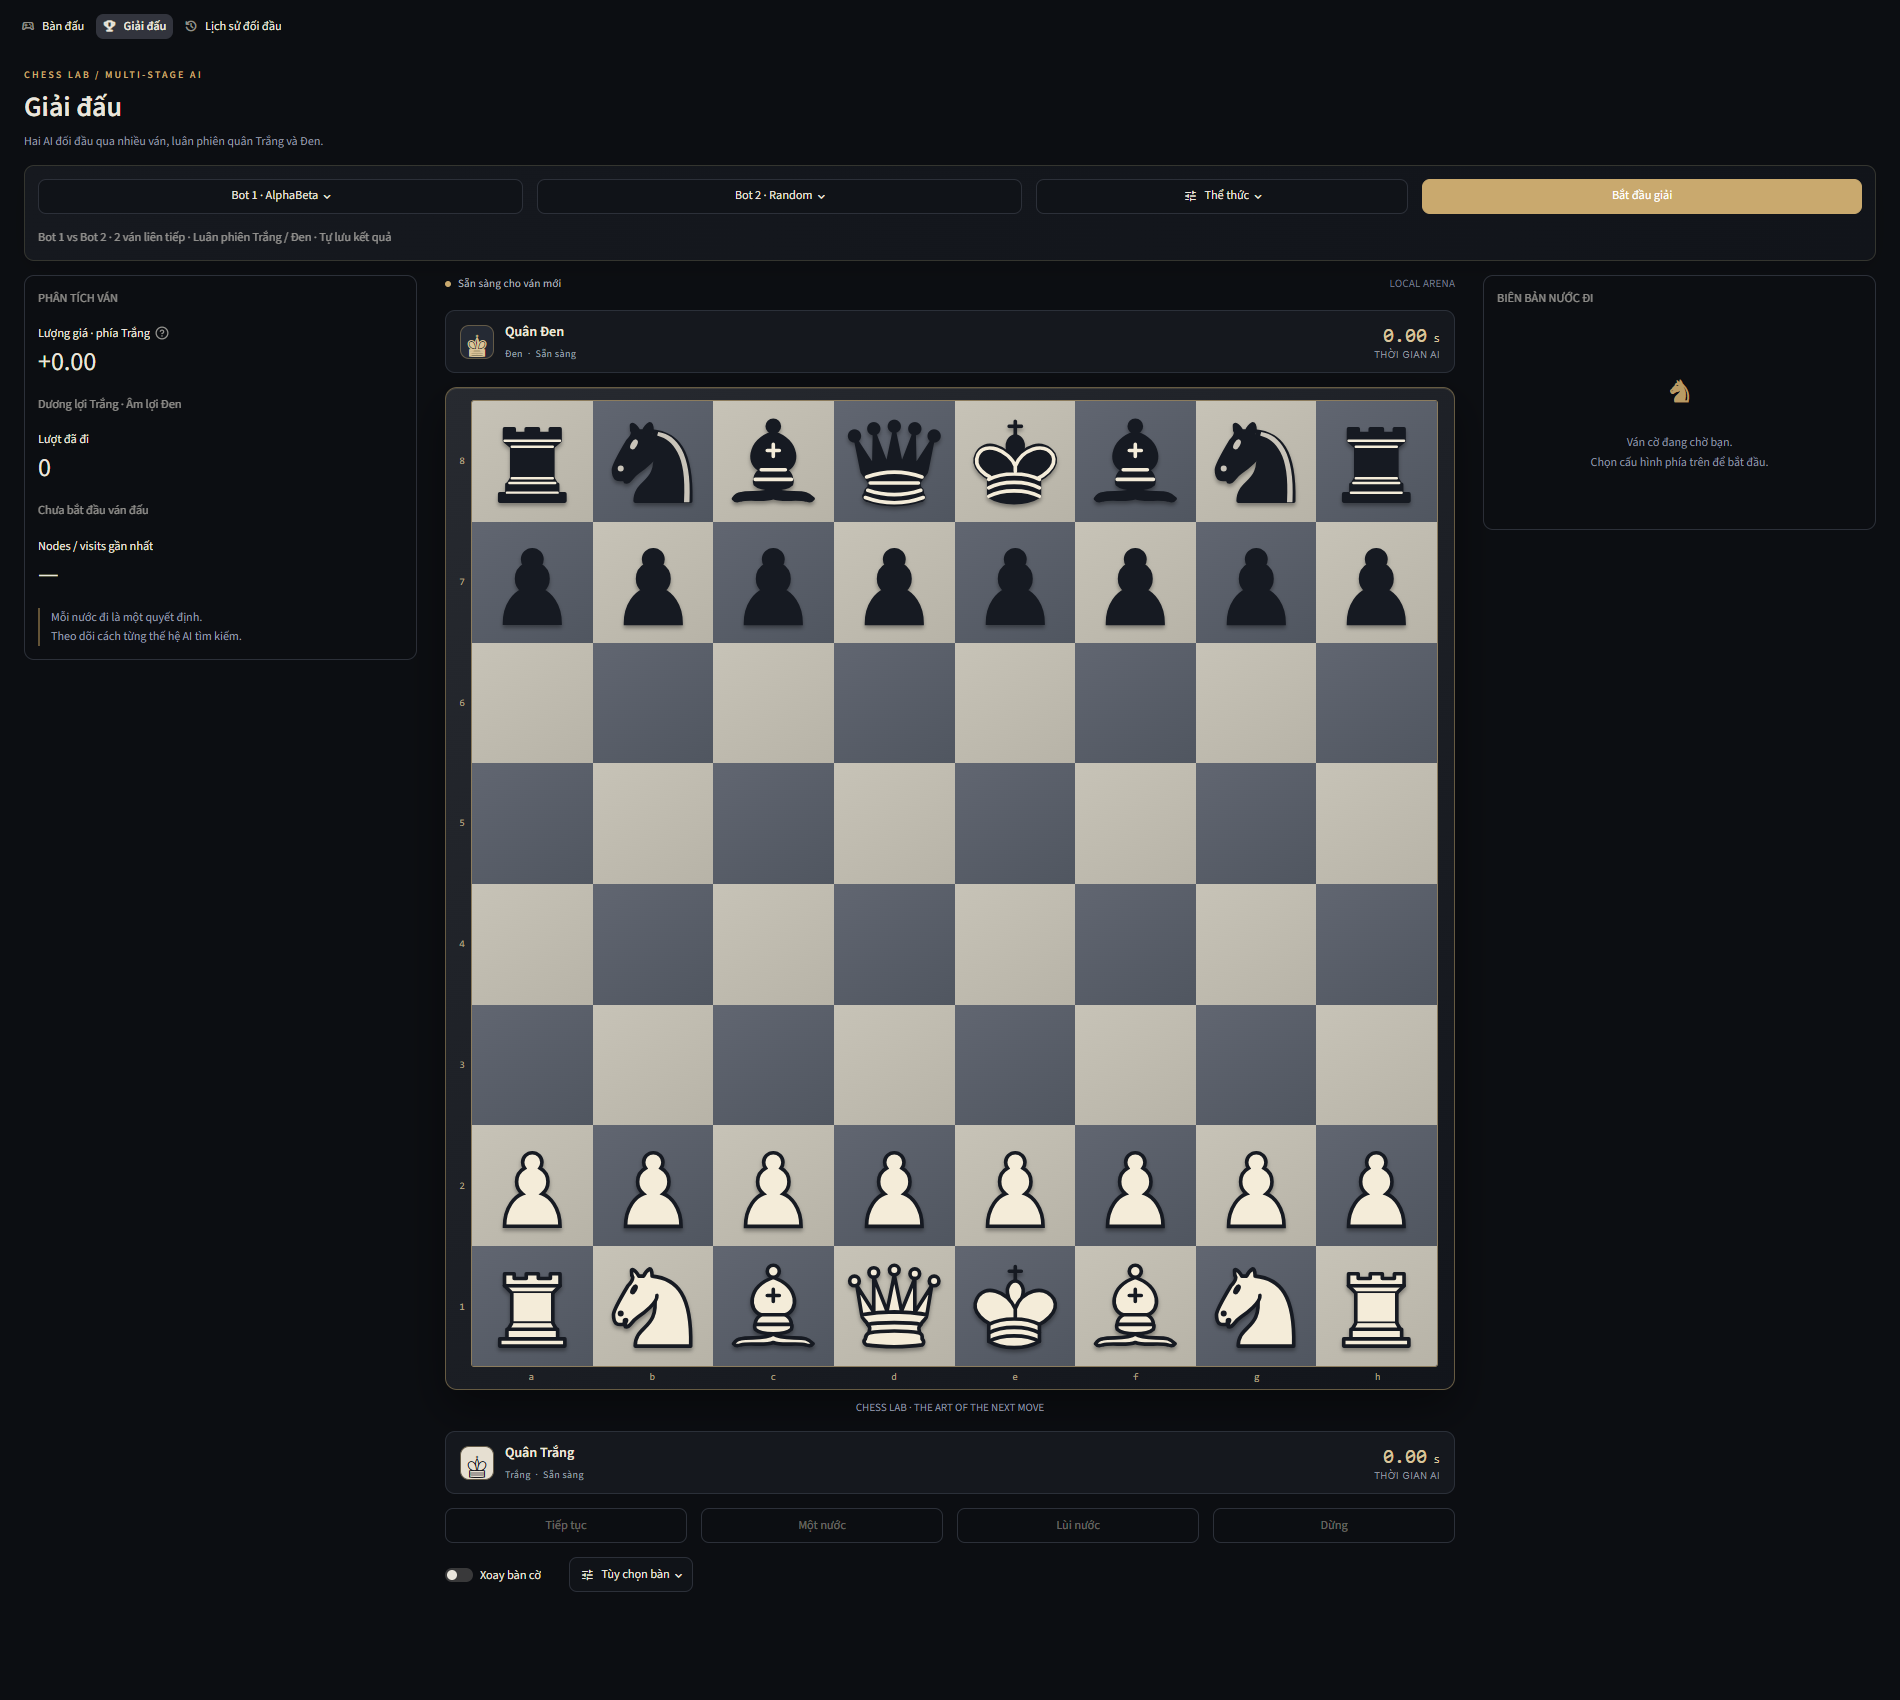 Bàn đấu
Giải đấu
Lịch sử đối đầu
CHESS LAB / MULTI-STAGE AI
Giải đấu
Hai AI đối đầu qua nhiều ván, luân phiên quân Trắng và Đen.
Bot 1 · AlphaBeta
Bot 2 · Random
Thể thức
Bắt đầu giải
Bot 1 vs Bot 2 · 2 ván liên tiếp · Luân phiên Trắng / Đen · Tự lưu kết quả
PHÂN TÍCH VÁN
Lượng giá · phía Trắng
+0.00
Dương lợi Trắng · Âm lợi Đen
Lượt đã đi
0
Chưa bắt đầu ván đấu
Nodes / visits gần nhất
—
Mỗi nước đi là một quyết định.
Theo dõi cách từng thế hệ AI tìm kiếm.
Sẵn sàng cho ván mới
LOCAL ARENA
Quân Đen
Đen · Sẵn sàng
0.00 s
THỜI GIAN AI
8
7
6
5
4
3
2
1
a b c d e f g h
CHESS LAB · THE ART OF THE NEXT MOVE
Quân Trắng
Trắng · Sẵn sàng
0.00 s
THỜI GIAN AI
Tiếp tục
Một nước
Lùi nước
Dừng
Xoay bàn cờ
Tùy chọn bàn
BIÊN BẢN NƯỚC ĐI
Ván cờ đang chờ bạn.
Chọn cấu hình phía trên để bắt đầu.